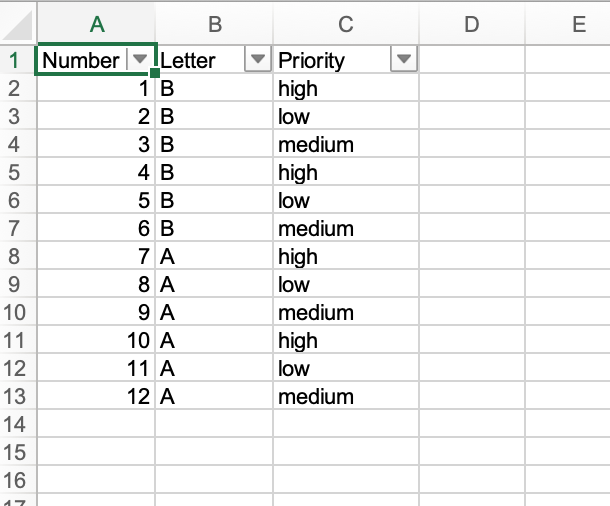 A B C D E
1 Number Letter Priority
2 1 B high
3 2 B low
4 3 B medium
5 4 B high
6 5 B low
7 6 B medium
8 7 A high
9 8 A low
10 9 A medium
11 10 A high
12 11 A low
13 12 A medium
14
15
16
17